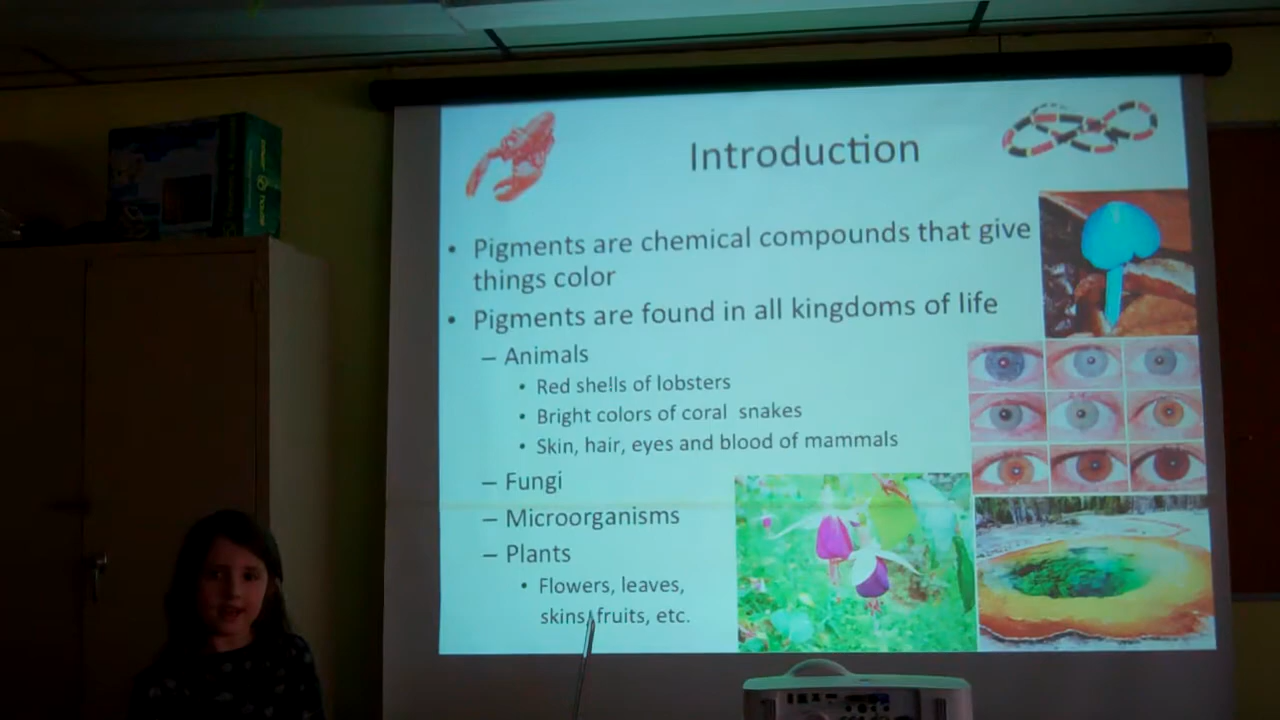 Introduction
• Pigments are chemical compounds that give
things color
• Pigments are found in all kingdoms of life
– Animals
• Red shells of lobsters
• Bright colors of coral snakes
• Skin, hair, eyes and blood of mammals
– Fungi
– Microorganisms
– Plants
• Flowers, leaves,
skins, fruits, etc.